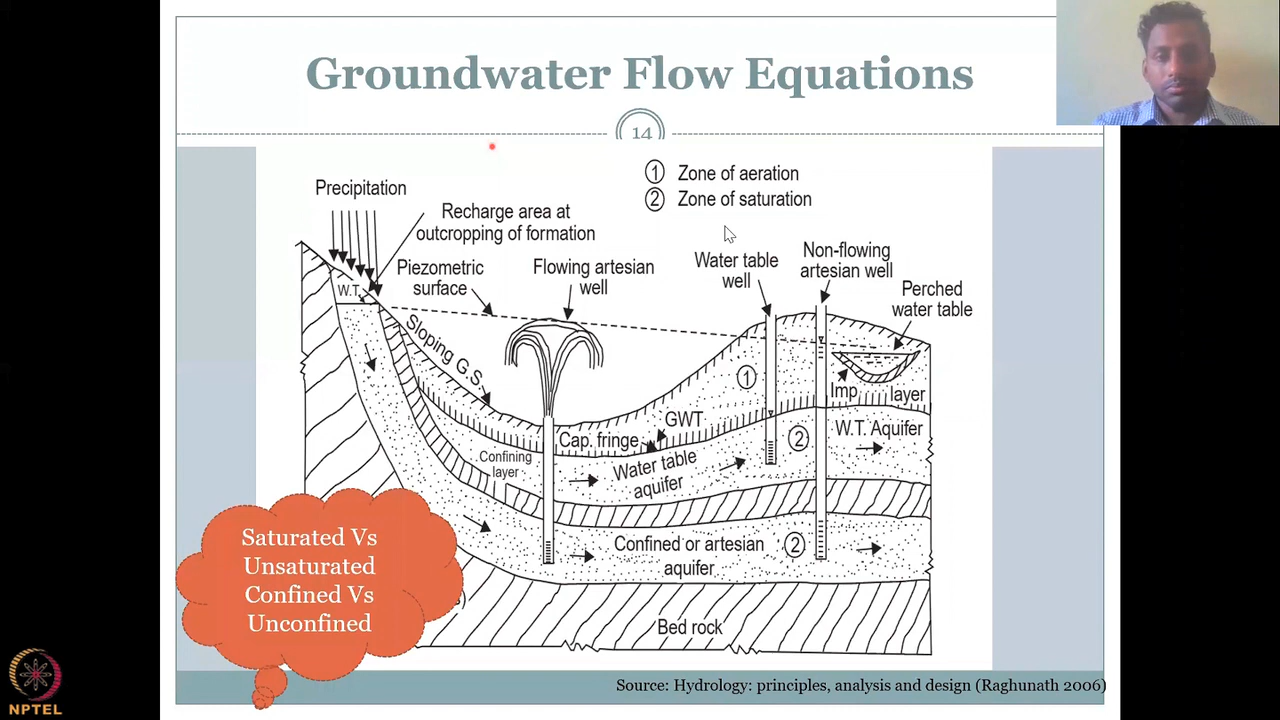 Groundwater Flow Equations
14
1 Zone of aeration
2 Zone of saturation
Precipitation
Recharge area at
outcropping of formation
Piezometric
surface
Flowing artesian
well
Water table
well
Non-flowing
artesian well
Perched
water table
W.T.
Sloping G.S.
1
Imp
layer
GWT
Cap. fringe
Confining
layer
Water table
aquifer
2
W.T. Aquifer
Confined or artesian
aquifer
2
Bed rock
Saturated Vs
Unsaturated
Confined Vs
Unconfined
Source: Hydrology: principles, analysis and design (Raghunath 2006)
NPTEL